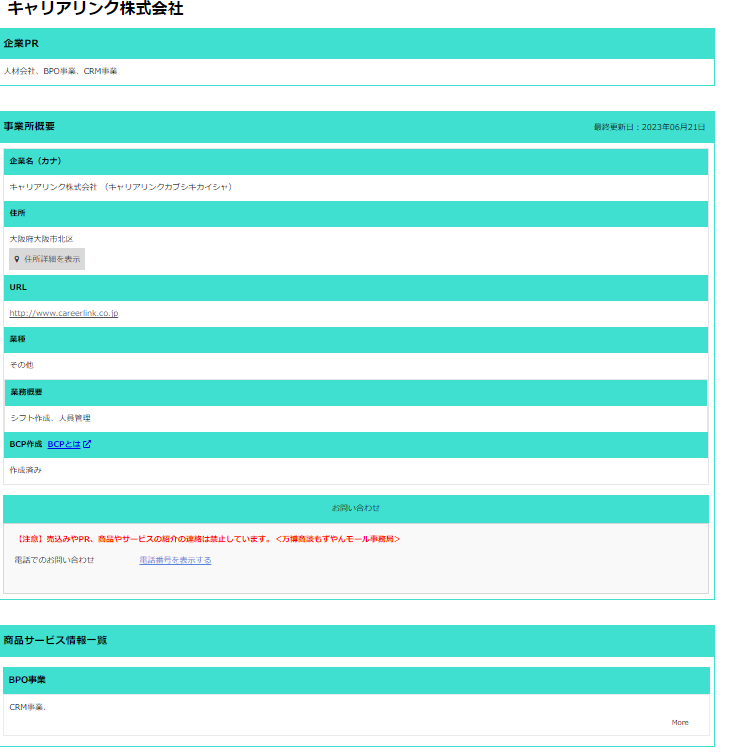 キャリアリンク株式会社
企業PR
人材会社、BPO事業、CRM事業
事業所概要
最終更新日：2023年06月21日
企業名（カナ）
キャリアリンク株式会社 （キャリアリンクカブシキカイシャ）
住所
大阪府大阪市北区
住所詳細を表示
URL
http://www.careerlink.co.jp
業種
その他
業務概要
シフト作成、人員管理
BCP作成 BCPとは
作成済み
お問い合わせ
【注意】売込みやPR、商品やサービスの紹介の連絡は禁止しています。＜万博商談もずやんモール事務局＞
電話でのお問い合わせ 電話番号を表示する
商品サービス情報一覧
BPO事業
CRM事業、
More